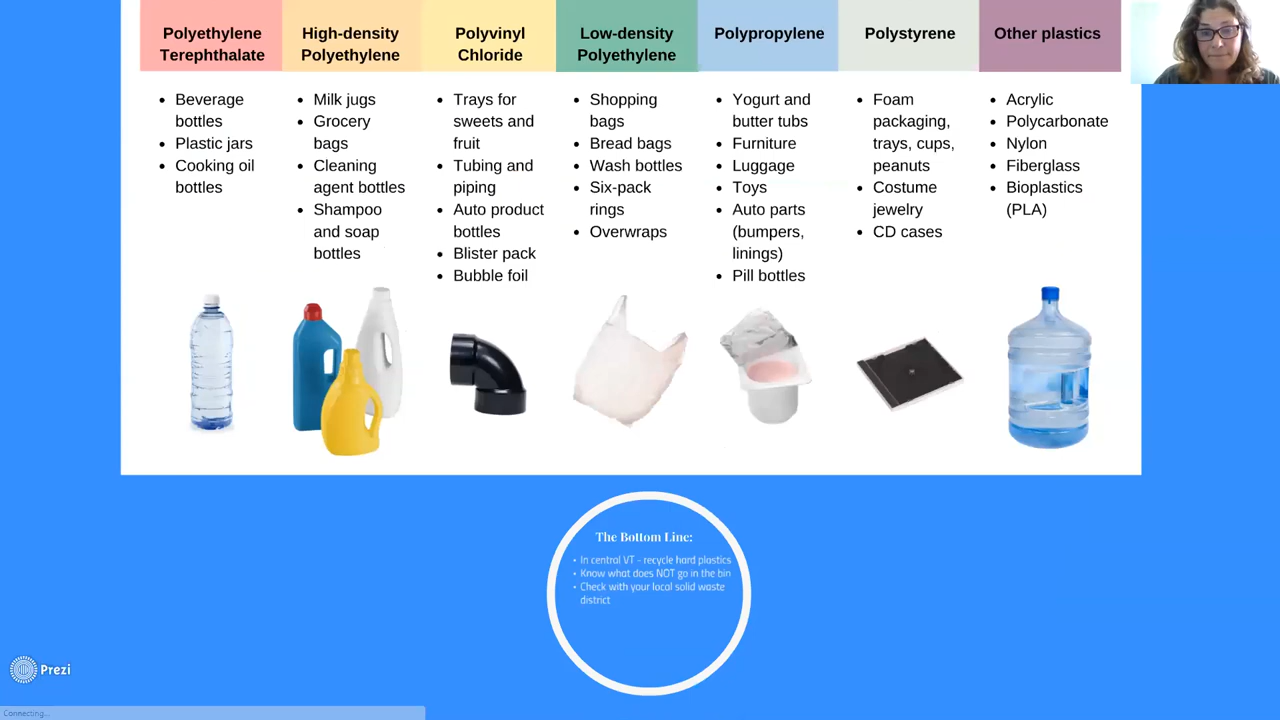 Polyethylene
Terephthalate
Beverage
bottles
Plastic jars
Cooking oil
bottles
High-density
Polyethylene
Milk jugs
Grocery
bags
Cleaning
agent bottles
Shampoo
and soap
bottles
Polyvinyl
Chloride
Trays for
sweets and
fruit
Tubing and
piping
Auto product
bottles
Blister pack
Bubble foil
Low-density
Polyethylene
Shopping
bags
Bread bags
Wash bottles
Six-pack
rings
Overwraps
Polypropylene
Yogurt and
butter tubs
Furniture
Luggage
Toys
Auto parts
(bumpers,
linings)
Pill bottles
Polystyrene
Foam
packaging,
trays, cups,
peanuts
Costume
jewelry
CD cases
Other plastics
Acrylic
Polycarbonate
Nylon
Fiberglass
Bioplastics
(PLA)
The Bottom Line:
In central VT - recycle hard plastics
Know what does NOT go in the bin
Check with your local solid waste
district
Prezi
Connecting...